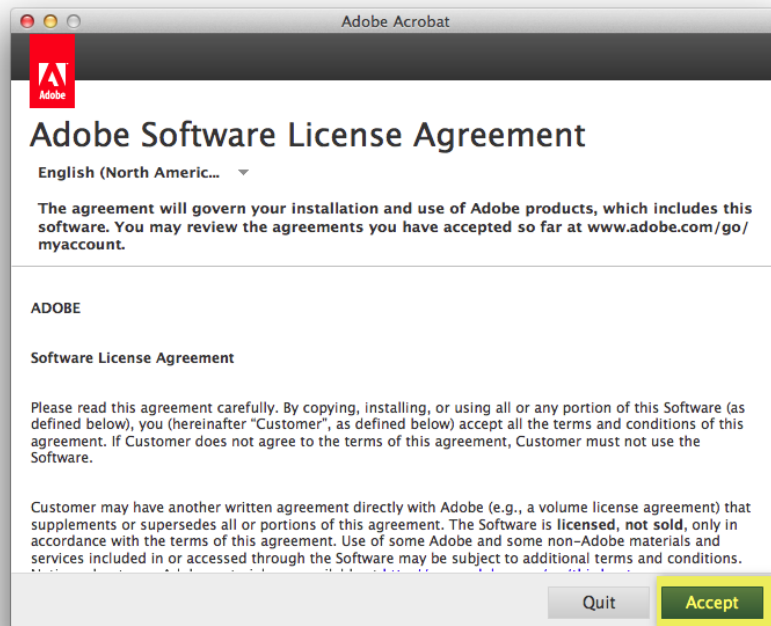 Adobe Acrobat
Adobe
Adobe Software License Agreement
English (North Americ...
The agreement will govern your installation and use of Adobe products, which includes this
software. You may review the agreements you have accepted so far at www.adobe.com/go/
myaccount.
ADOBE
Software License Agreement
Please read this agreement carefully. By copying, installing, or using all or any portion of this Software (as
defined below), you (hereinafter “Customer”, as defined below) accept all the terms and conditions of this
agreement. If Customer does not agree to the terms of this agreement, Customer must not use the
Software.
Customer may have another written agreement directly with Adobe (e.g., a volume license agreement) that
supplements or supersedes all or portions of this agreement. The Software is licensed, not sold, only in
accordance with the terms of this agreement. Use of some Adobe and some non-Adobe materials and
services included in or accessed through the Software may be subject to additional terms and conditions.
Quit
Accept